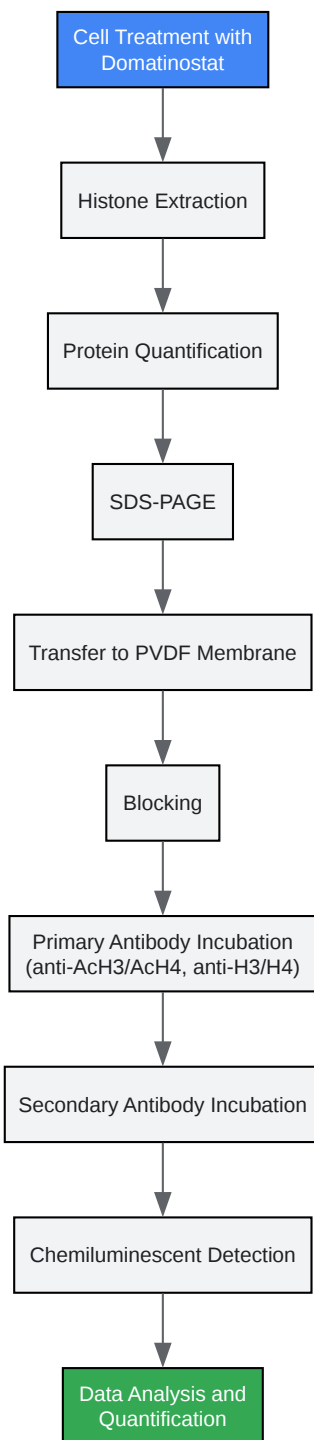 Cell Treatment with
Domatinostat
Histone Extraction
Protein Quantification
SDS-PAGE
Transfer to PVDF Membrane
Blocking
Primary Antibody Incubation
(anti-AcH3/AcH4, anti-H3/H4)
Secondary Antibody Incubation
Chemiluminescent Detection
Data Analysis and
Quantification